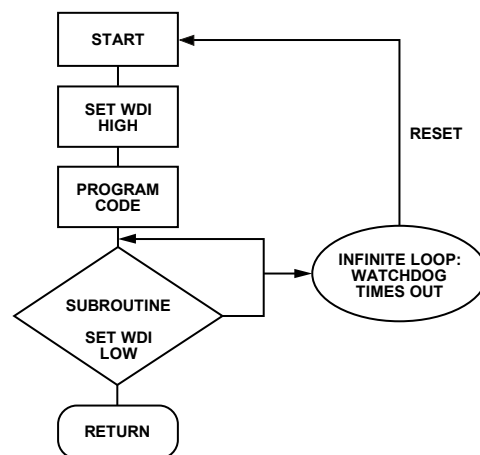 START
SET WDI
HIGH
PROGRAM
CODE
SUBROUTINE
SET WDI
LOW
RETURN
INFINITE LOOP:
WATCHDOG
TIMES OUT
RESET